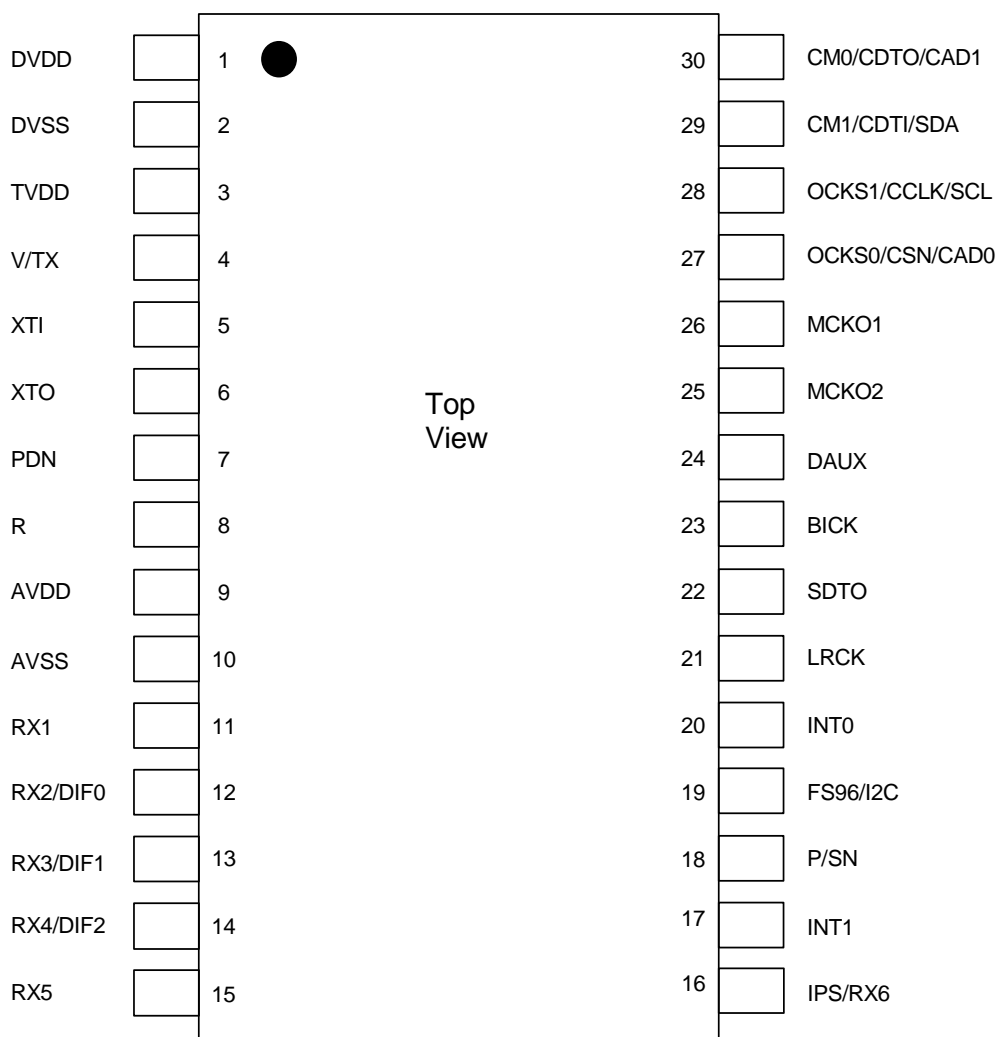 DVDD 1 30 CM0/CDTO/CAD1
DVSS 2 29 CM1/CDTI/SDA
TVDD 3 28 OCKS1/CCLK/SCL
V/TX 4 27 OCKS0/CSN/CAD0
XTI 5 26 MCKO1
XTO 6 25 MCKO2
Top
View
PDN 7 24 DAUX
R 8 23 BICK
AVDD 9 22 SDTO
AVSS 10 21 LRCK
RX1 11 20 INT0
RX2/DIF0 12 19 FS96/I2C
RX3/DIF1 13 18 P/SN
RX4/DIF2 14 17 INT1
RX5 15 16 IPS/RX6